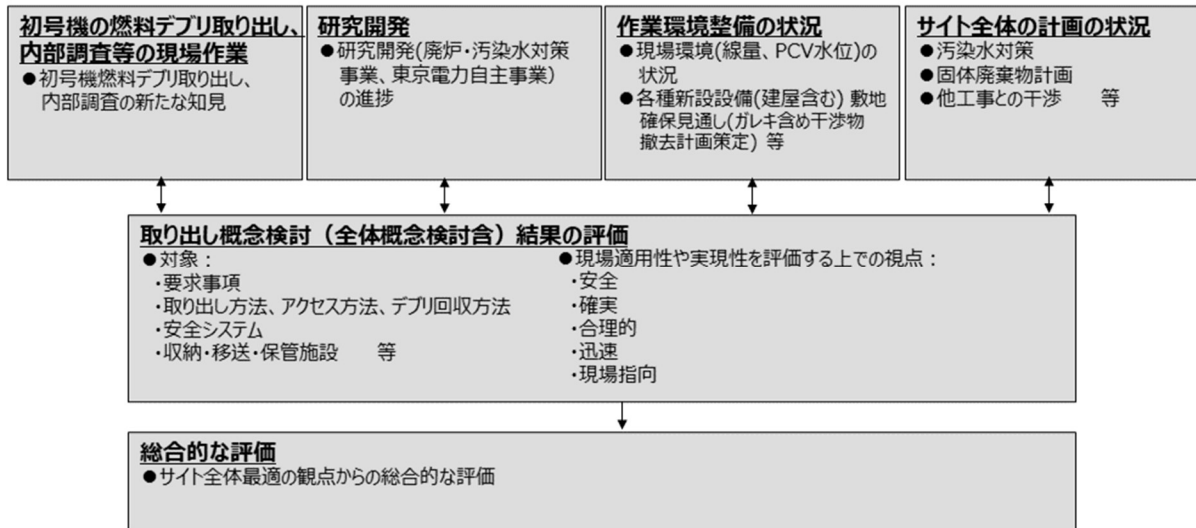 初号機の燃料デブリ取り出し、
内部調査等の現場作業
●初号機燃料デブリ取り出し、
内部調査の新たな知見
研究開発
●研究開発(廃炉・汚染水対策
事業、東京電力自主事業）
の進捗
作業環境整備の状況
●現場環境(線量、PCV水位)の
状況
●各種新設設備(建屋含む) 敷地
確保見通し(ガレキ含め干渉物
撤去計画策定) 等
サイト全体の計画の状況
●汚染水対策
●固体廃棄物計画
●他工事との干渉　　等
取り出し概念検討（全体概念検討含）結果の評価
●対象：
・要求事項
・取り出し方法、アクセス方法、デブリ回収方法
・安全システム
・収納・移送・保管施設　　等
●現場適用性や実現性を評価する上での視点：
・安全
・確実
・合理的
・迅速
・現場指向
総合的な評価
●サイト全体最適の観点からの総合的な評価